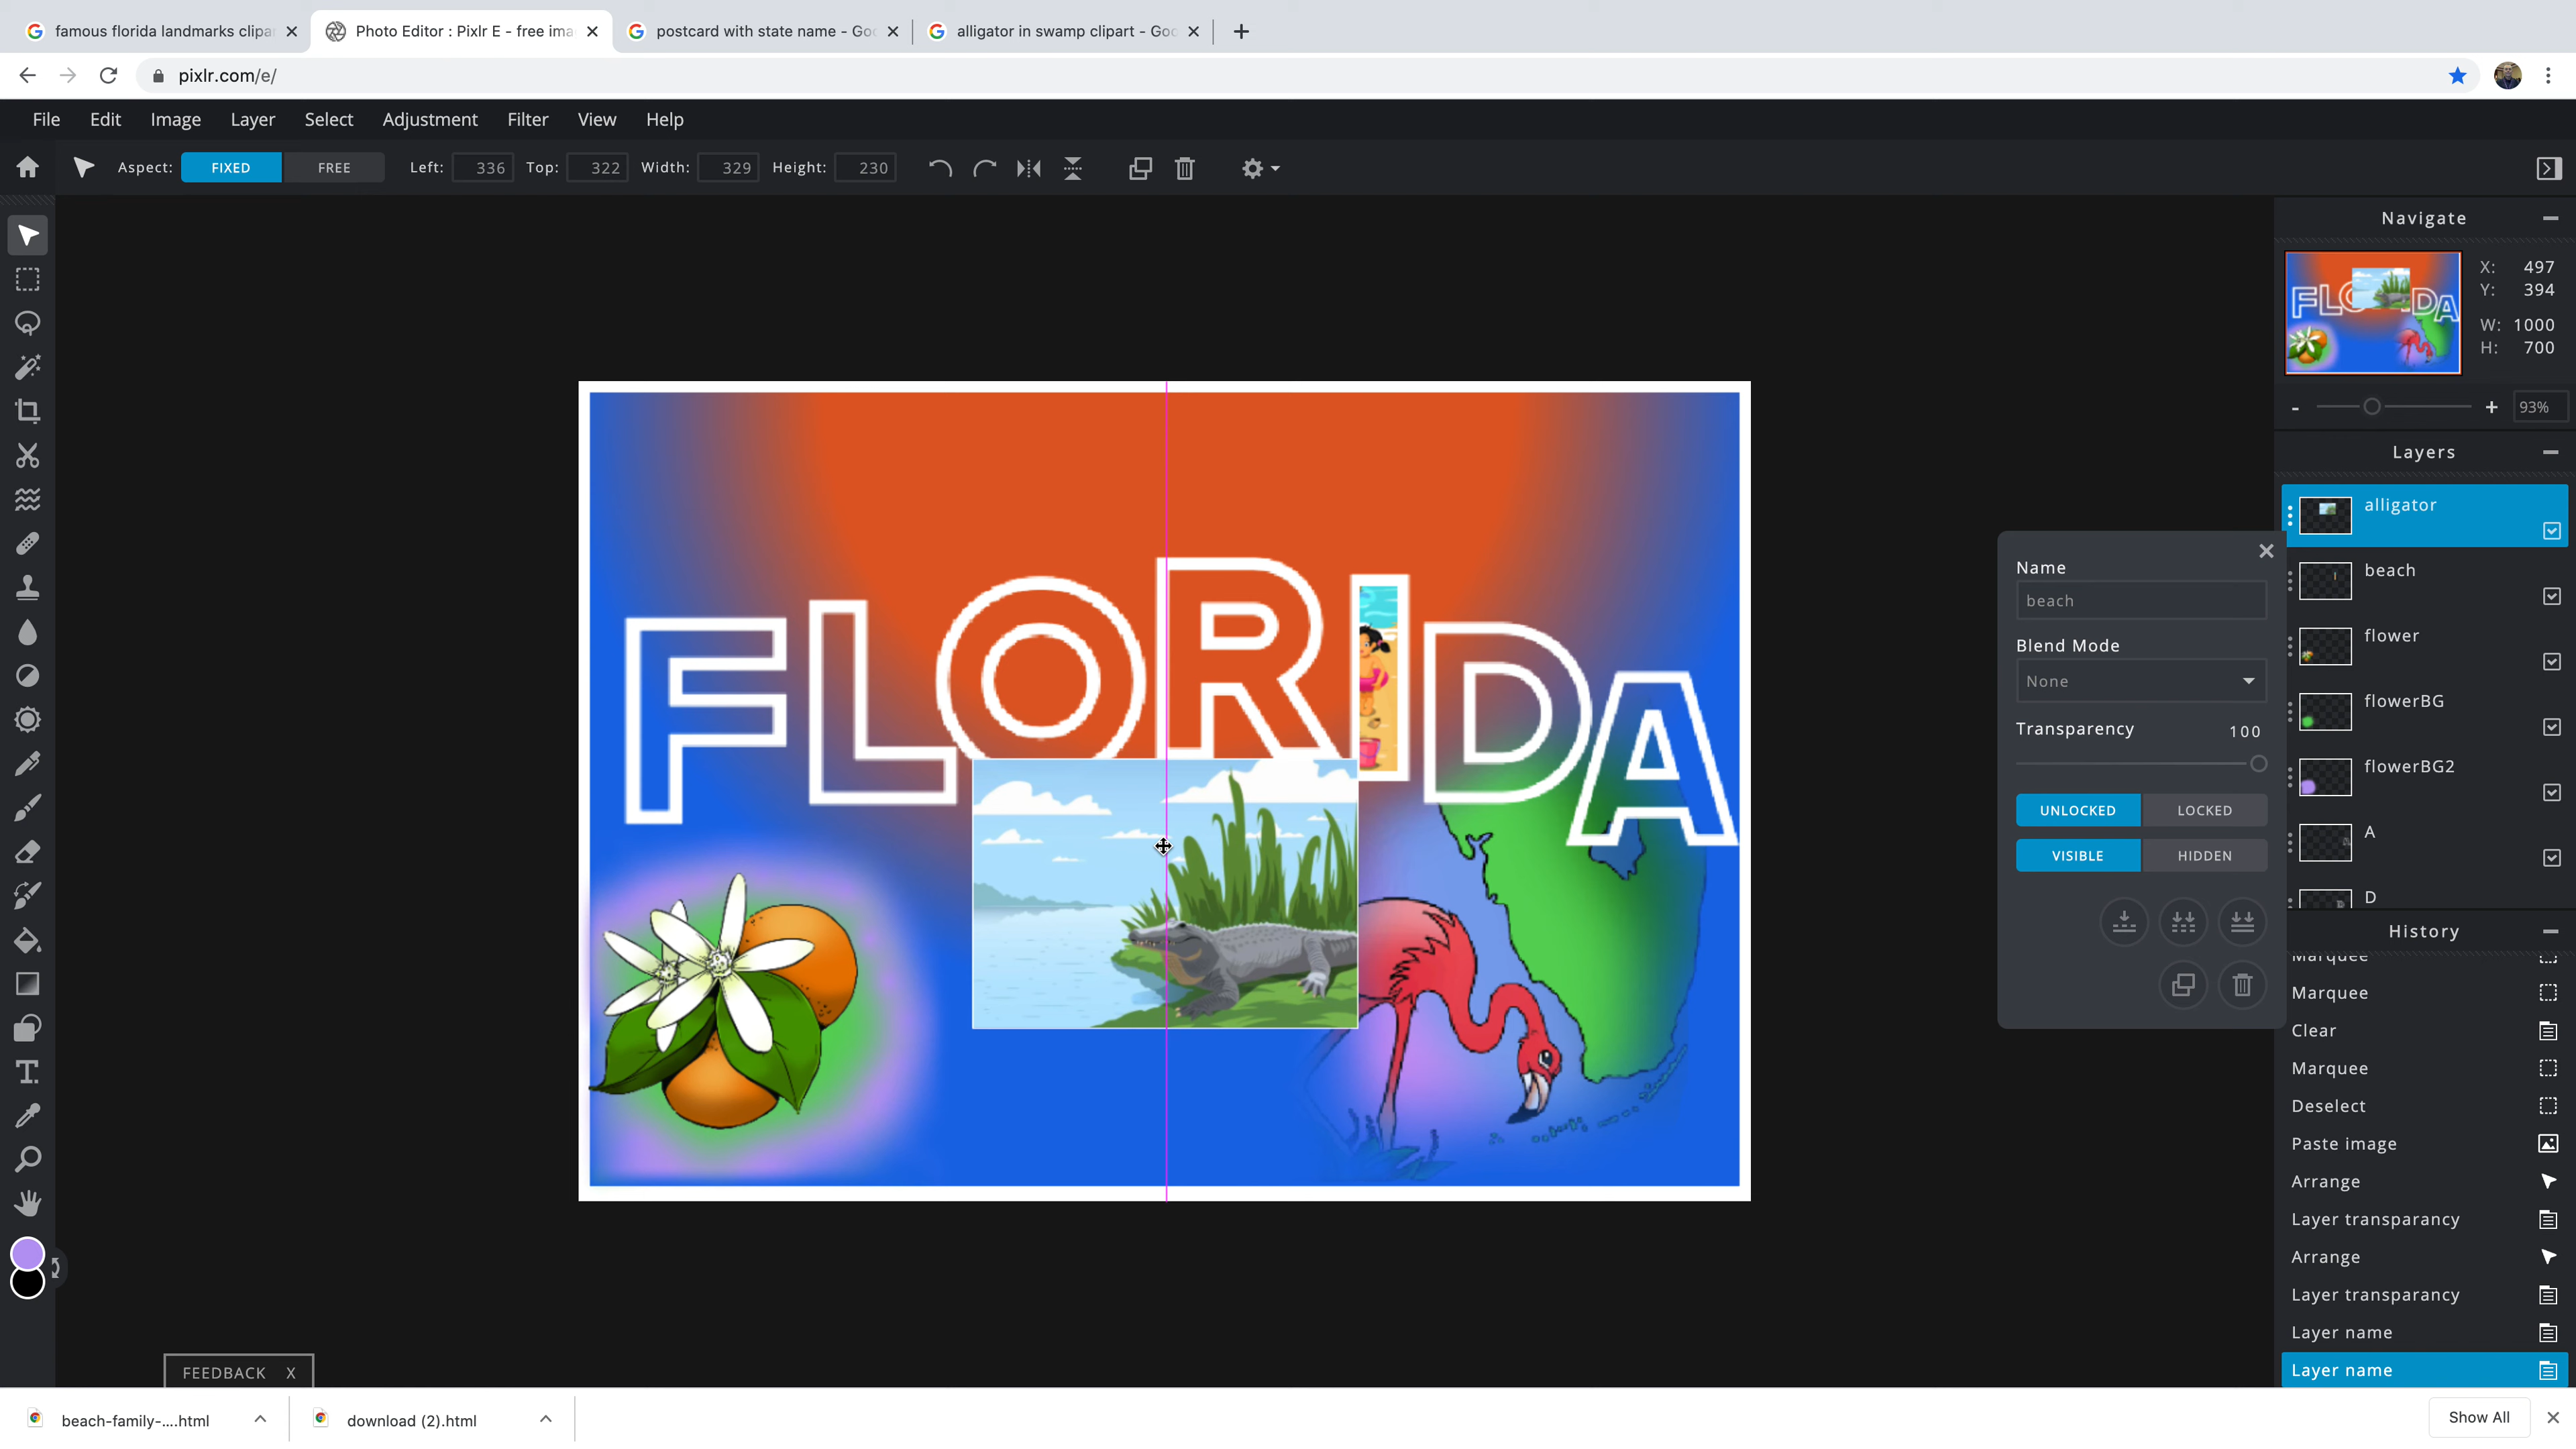 famous florida landmarks clipa
Photo Editor : Pixlr E - free ima
postcard with state name - Goo
alligator in swamp clipart - Goo
pixlr.com/e/
File Edit Image Layer Select Adjustment Filter View Help
Aspect: FIXED FREE Left: 336 Top: 322 Width: 329 Height: 230
Navigate
X: 497
Y: 394
W: 1000
H: 700
- + 93%
Layers
alligator
beach
flower
flowerBG
flowerBG2
A
D
Name
beach
Blend Mode
None
Transparency 100
UNLOCKED LOCKED
VISIBLE HIDDEN
FLORIDA
History
Marquee
Marquee
Clear
Marquee
Deselect
Paste image
Arrange
Layer transparancy
Arrange
Layer transparancy
Layer name
Layer name
FEEDBACK X
beach-family-....html
download (2).html
Show All